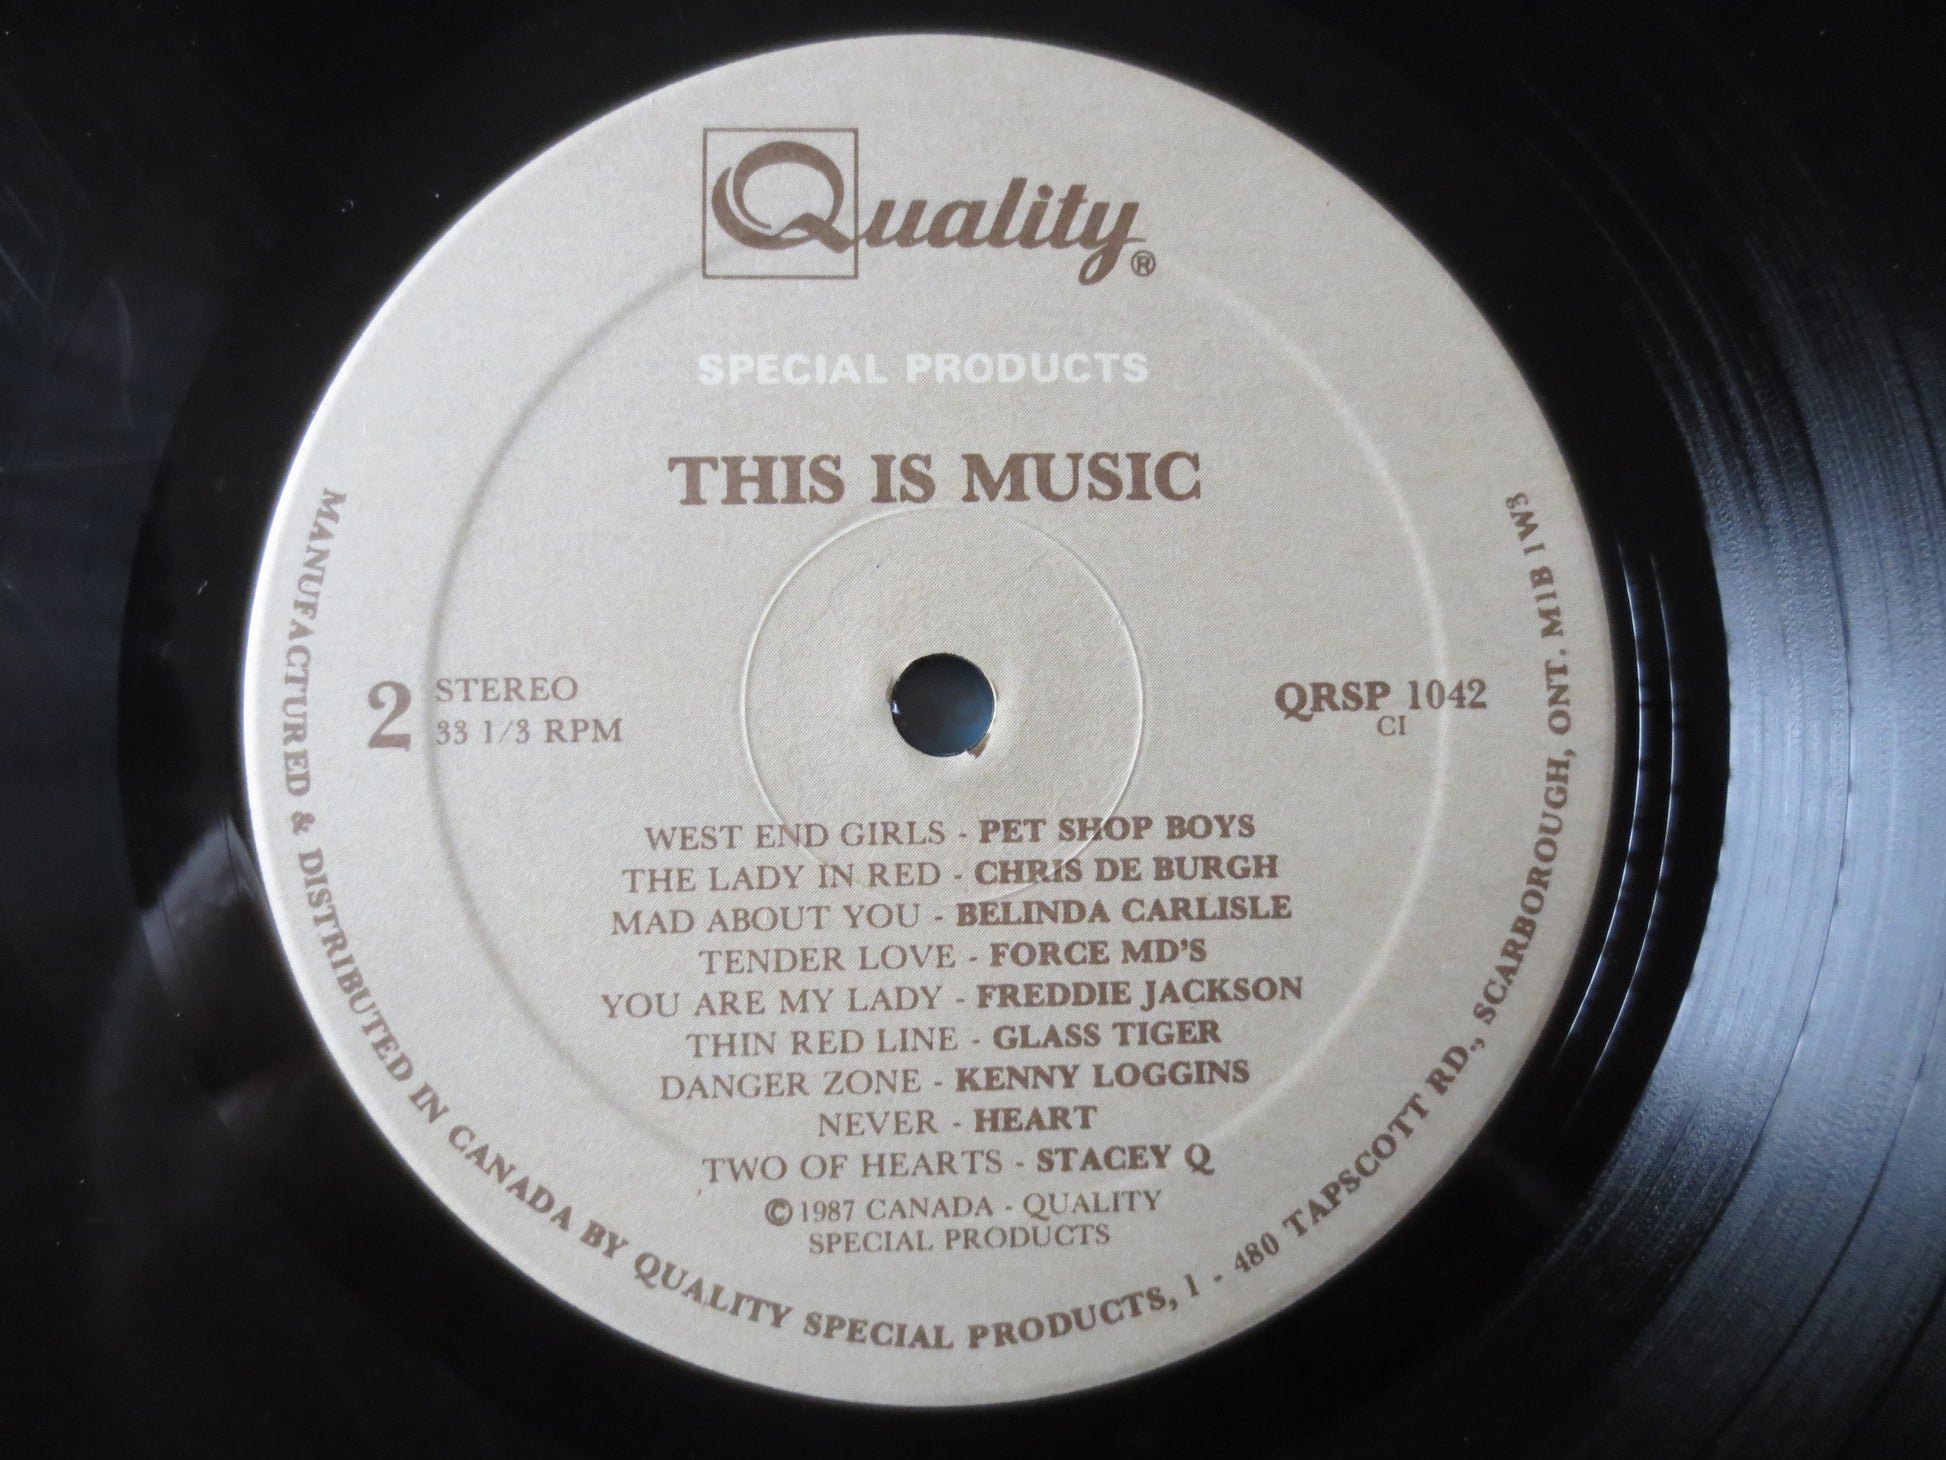 Quality®
SPECIAL PRODUCTS
THIS IS MUSIC
2 STEREO
33 1/3 RPM
QRSP 1042
CI
WEST END GIRLS - PET SHOP BOYS
THE LADY IN RED - CHRIS DE BURGH
MAD ABOUT YOU - BELINDA CARLISLE
TENDER LOVE - FORCE MD'S
YOU ARE MY LADY - FREDDIE JACKSON
THIN RED LINE - GLASS TIGER
DANGER ZONE - KENNY LOGGINS
NEVER - HEART
TWO OF HEARTS - STACEY Q
©1987 CANADA - QUALITY
SPECIAL PRODUCTS
MANUFACTURED & DISTRIBUTED IN CANADA BY QUALITY SPECIAL PRODUCTS, 1 - 480 TAPSCOTT RD., SCARBOROUGH, ONT. M1B 1W3